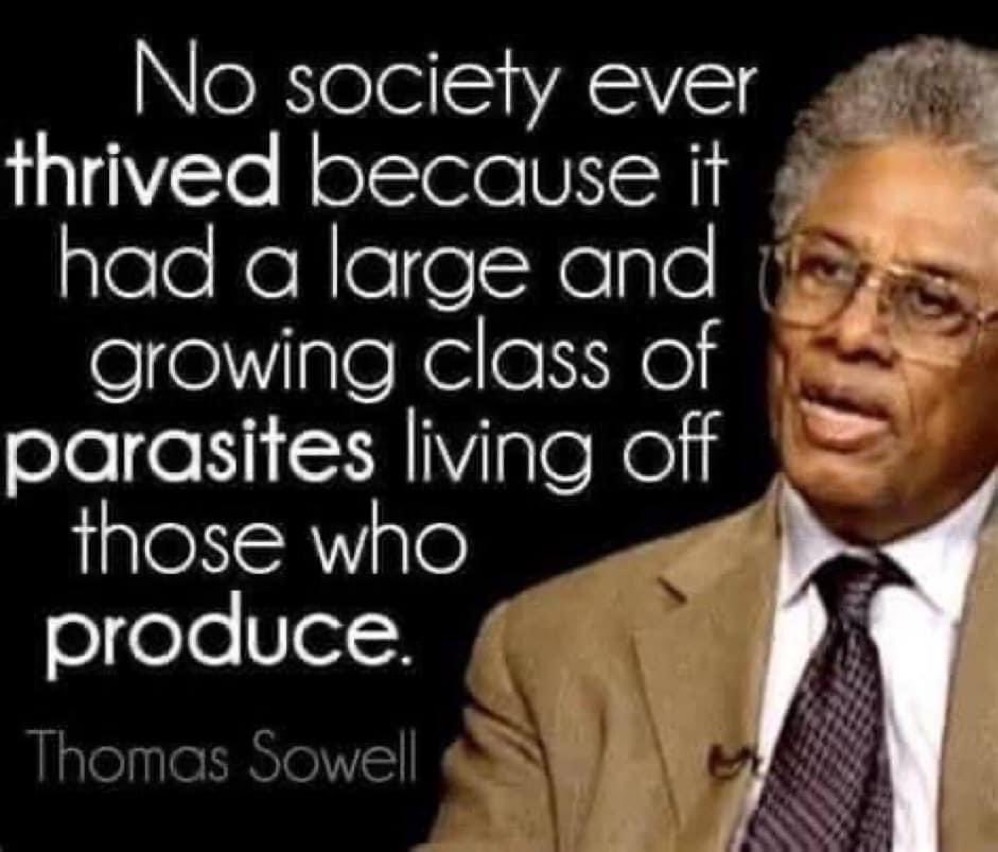 No society ever
thrived because it
had a large and
growing class of
parasites living off
those who
produce.
Thomas Sowell